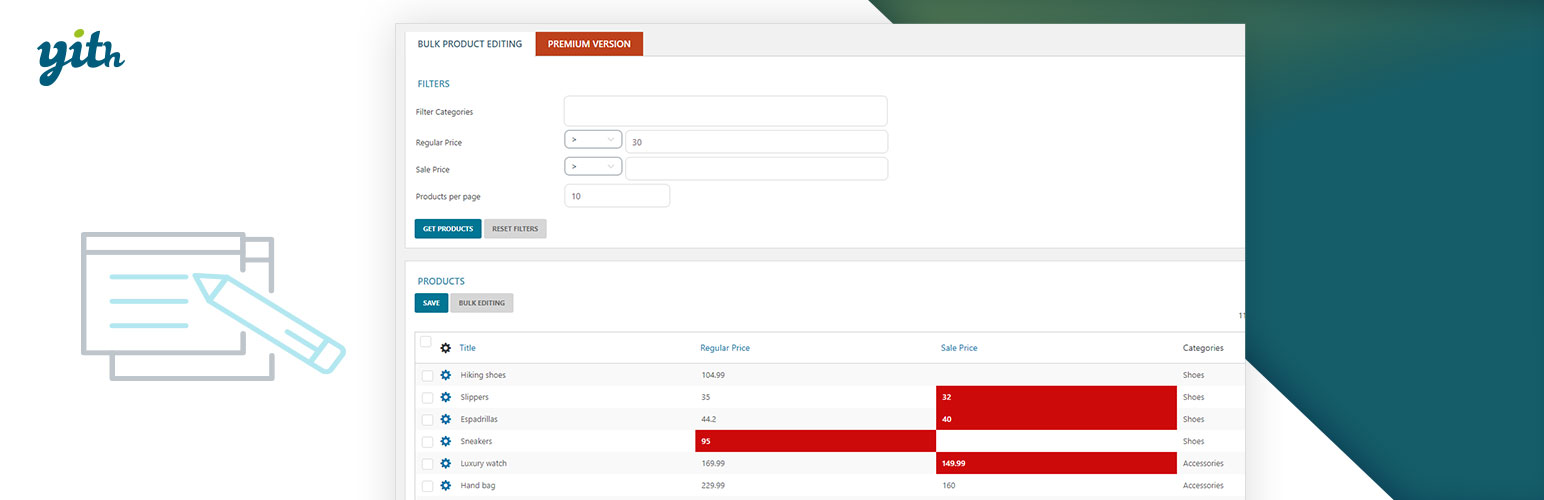 yith
BULK PRODUCT EDITING PREMIUM VERSION
FILTERS
Filter Categories
Regular Price > 30
Sale Price >
Products per page 10
GET PRODUCTS RESET FILTERS
PRODUCTS
SAVE BULK EDITING
11
Title Regular Price Sale Price Categories
Hiking shoes 104.99 Shoes
Slippers 35 32 Shoes
Espadrillas 44.2 40 Shoes
Sneakers 95 Shoes
Luxury watch 169.99 149.99 Accessories
Hand bag 229.99 160 Accessories